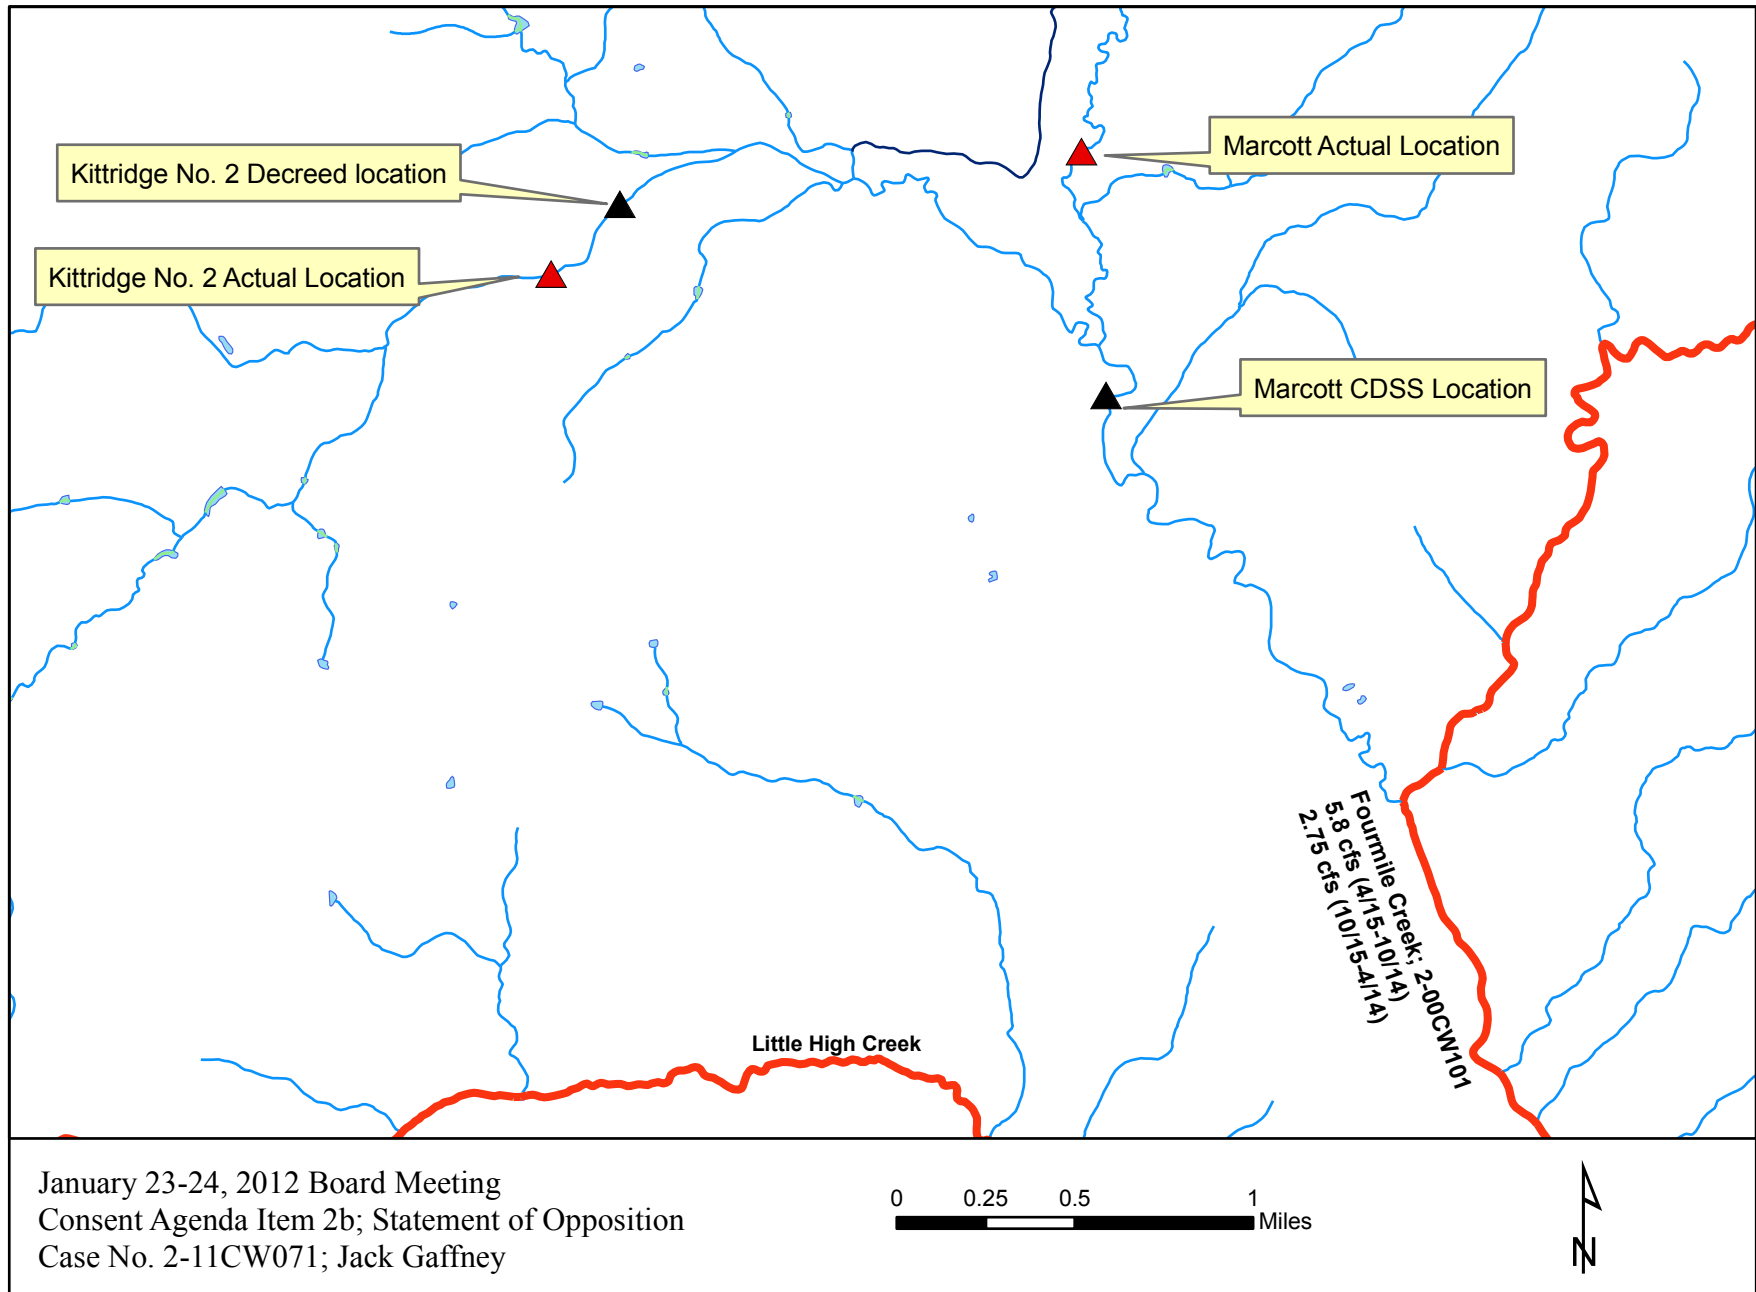 Kittridge No. 2 Decreed location
Marcott Actual Location
Kittridge No. 2 Actual Location
Marcott CDSS Location
Fourmile Creek; 2-00CW101
5.8 cfs (4/15-10/14)
2.75 cfs (10/15-4/14)
Little High Creek
January 23-24, 2012 Board Meeting
Consent Agenda Item 2b; Statement of Opposition
Case No. 2-11CW071; Jack Gaffney
0 0.25 0.5 1
Miles
N